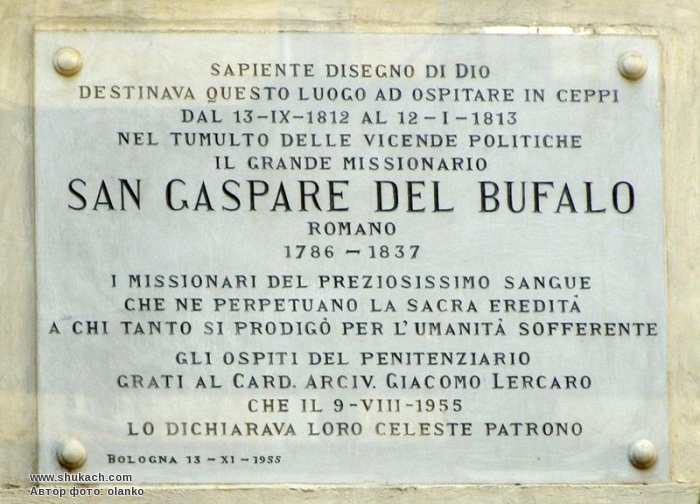 SAPIENTE DISEGNO DI DIO
DESTINAVA QUESTO LUOGO AD OSPITARE IN CEPPI
DAL 13-IX-1812 AL 12-I-1813
NEL TUMULTO DELLE VICENDE POLITICHE
IL GRANDE MISSIONARIO
SAN GASPARE DEL BUFALO
ROMANO
1786 - 1837
I MISSIONARI DEL PREZIOSISSIMO SANGUE
CHE NE PERPETUANO LA SACRA EREDITÀ
A CHI TANTO SI PRODIGÒ PER L'UMANITÀ SOFFERENTE
GLI OSPITI DEL PENITENZIARIO
GRATI AL CARD. ARCIV. GIACOMO LERCARO
CHE IL 9-VIII-1955
LO DICHIARAVA LORO CELESTE PATRONO
BOLOGNA 13-XI-1955
www.shukach.com
Автор фото: olanko